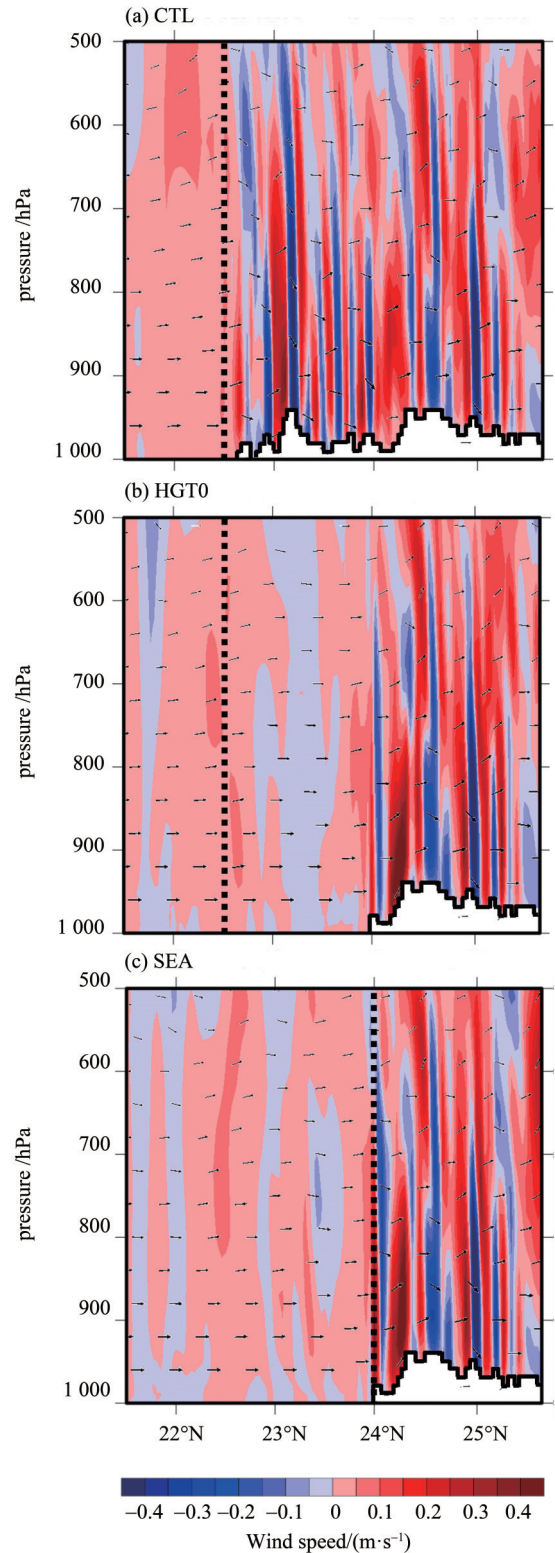 (a) CTL
500
600
700
800
900
1 000
pressure /hPa
(b) HGT0
500
600
700
800
900
1 000
pressure /hPa
(c) SEA
500
600
700
800
900
1 000
pressure /hPa
22°N 23°N 24°N 25°N
−0.4 −0.3 −0.2 −0.1 0 0.1 0.2 0.3 0.4
Wind speed/(m·s⁻¹)